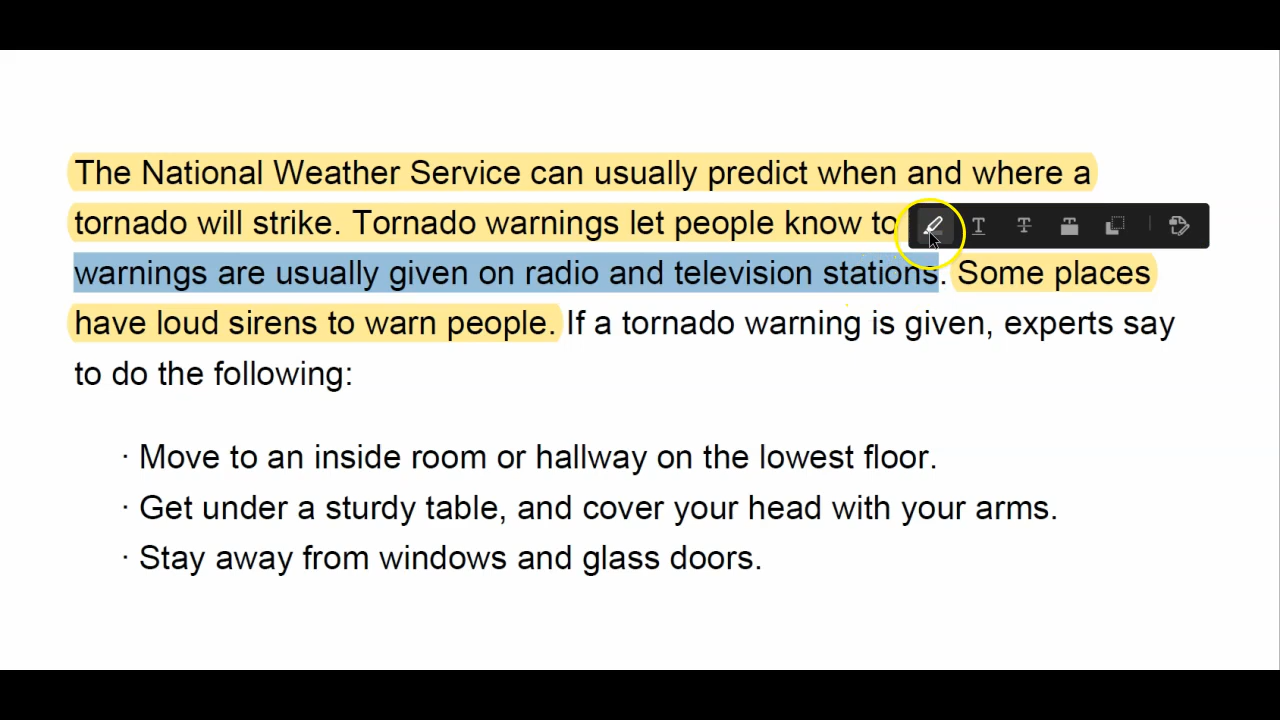 The National Weather Service can usually predict when and where a
tornado will strike. Tornado warnings let people know to
warnings are usually given on radio and television stations. Some places
have loud sirens to warn people. If a tornado warning is given, experts say
to do the following:
· Move to an inside room or hallway on the lowest floor.
· Get under a sturdy table, and cover your head with your arms.
· Stay away from windows and glass doors.